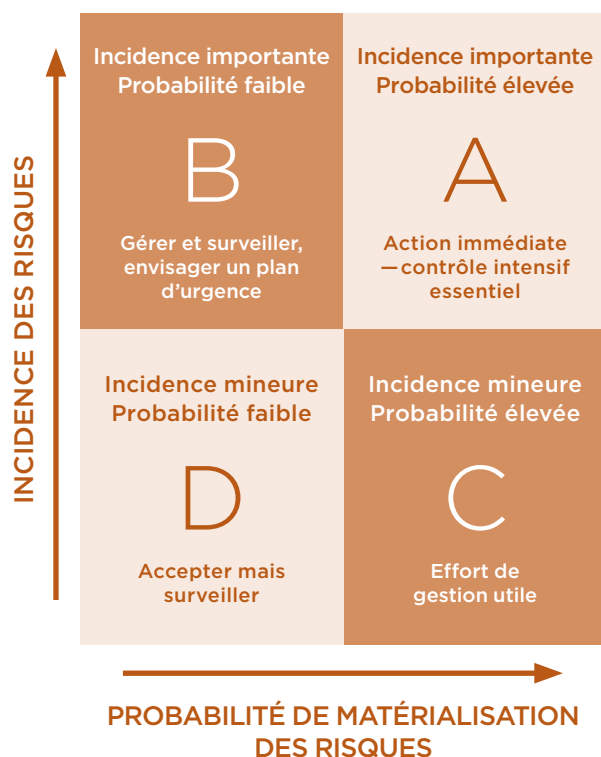 INCIDENCE DES RISQUES
Incidence importante
Probabilité faible
B
Gérer et surveiller,
envisager un plan
d’urgence
Incidence importante
Probabilité élevée
A
Action immédiate
—contrôle intensif
essentiel
Incidence mineure
Probabilité faible
D
Accepter mais
surveiller
Incidence mineure
Probabilité élevée
C
Effort de
gestion utile
PROBABILITÉ DE MATÉRIALISATION
DES RISQUES